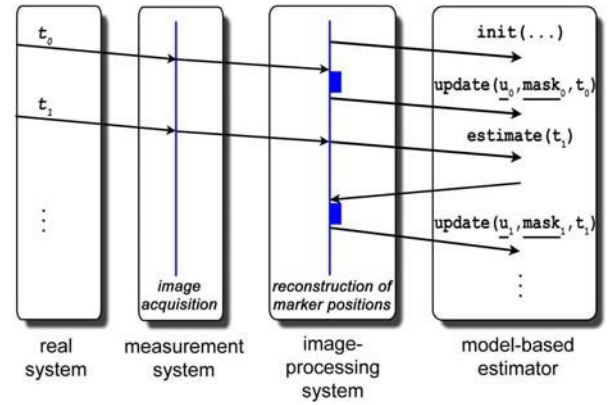 t0
init(...)
update(u0,mask0,t0)
t1
estimate(t1)
⋮
update(u1,mask1,t1)
⋮
image
acquisition
reconstruction of
marker positions
real
system
measurement
system
image-
processing
system
model-based
estimator